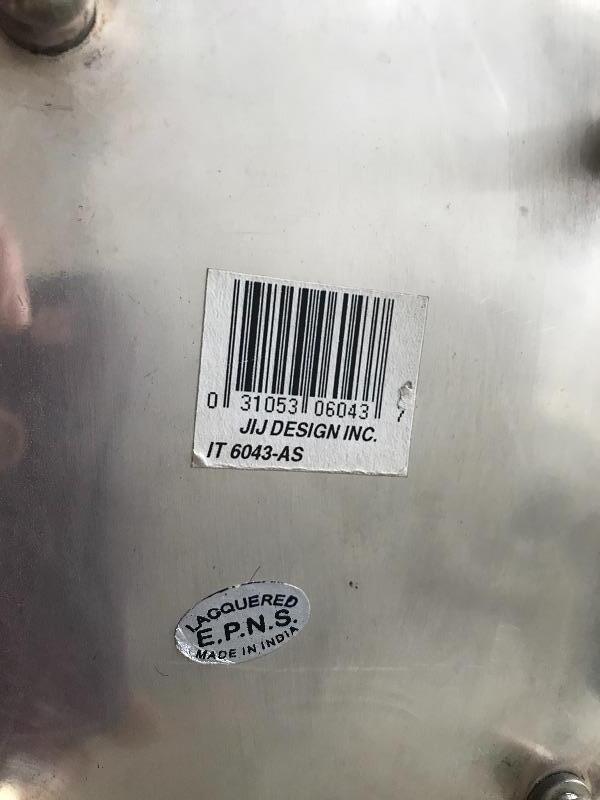 0 31053 06043 7
JIJ DESIGN INC.
IT 6043-AS
LACQUERED
E.P.N.S.
MADE IN INDIA